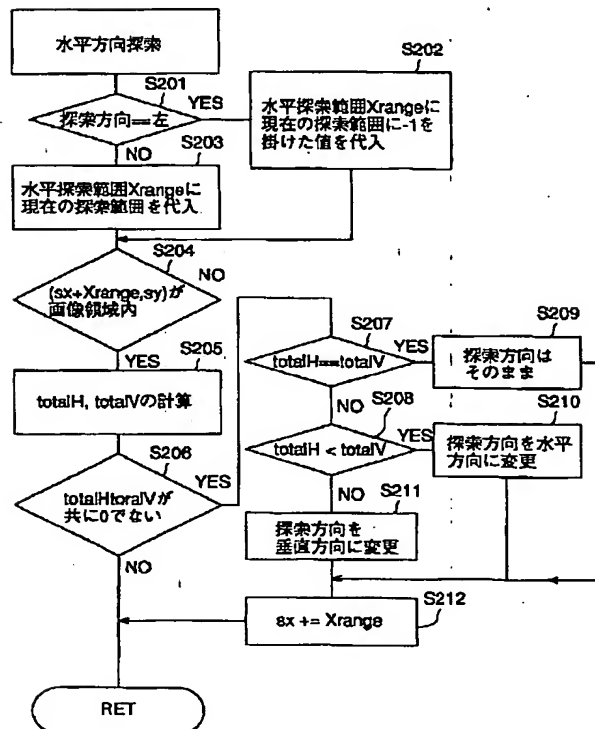 水平方向探索
S201
探索方向==左
YES
NO
S202
水平探索範囲Xrangeに
現在の探索範囲に-1を
掛けた値を代入
S203
水平探索範囲Xrangeに
現在の探索範囲を代入
S204
NO
(sx+Xrange,sy)が
画像領域内
YES
S205
totalH, totalVの計算
S206
YES
totalHtoralVが
共に0でない
NO
S207
totalH==totalV
YES
NO
S209
探索方向は
そのまま
S208
totalH < totalV
YES
NO
S210
探索方向を水平
方向に変更
S211
探索方向を
垂直方向に変更
S212
sx += Xrange
RET